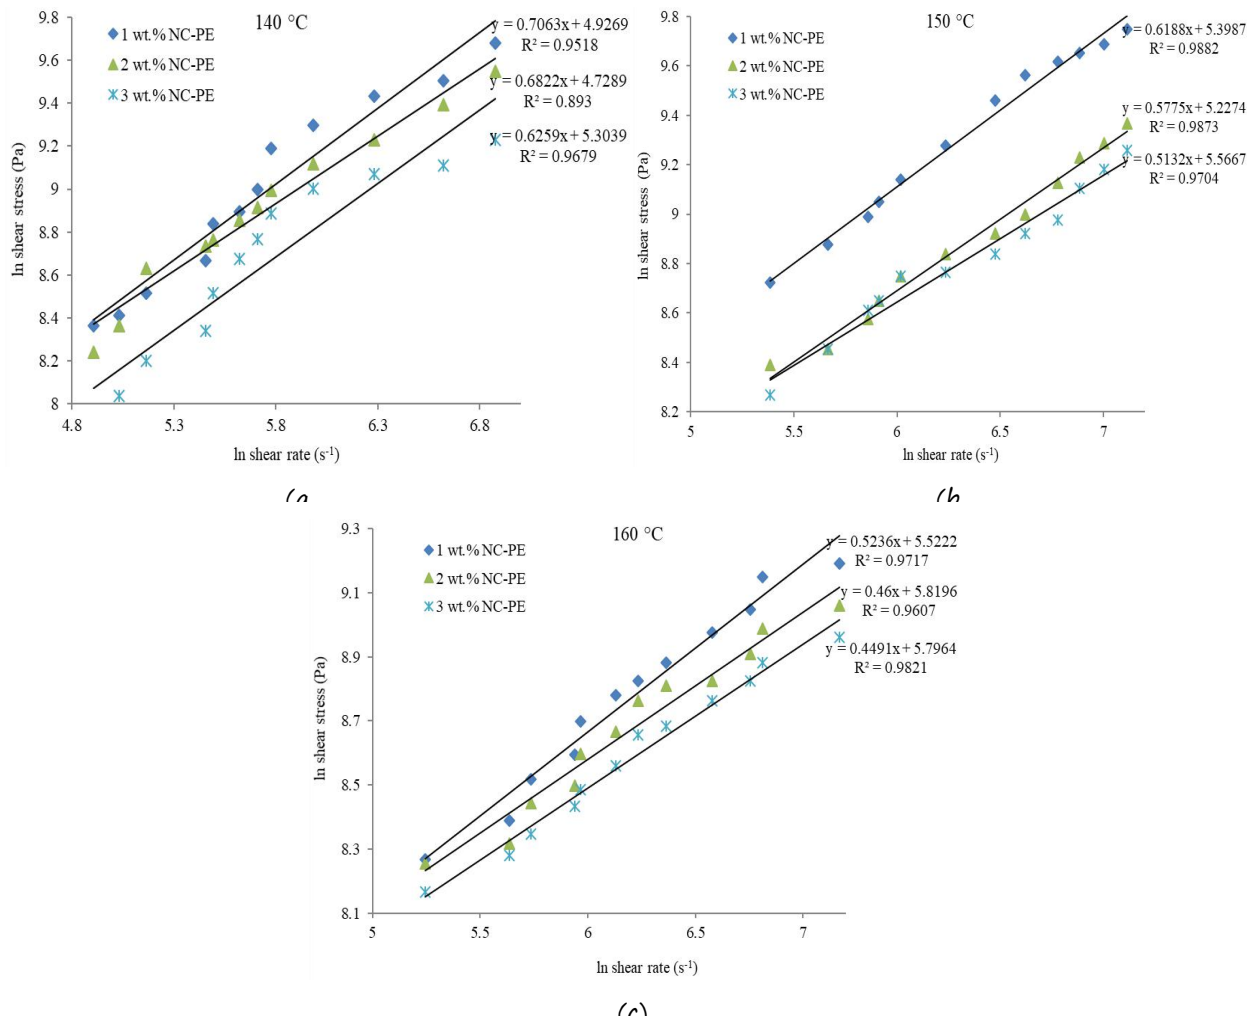 140 °C
1 wt.% NC-PE
2 wt.% NC-PE
3 wt.% NC-PE
y = 0.7063x + 4.9269
R² = 0.9518
y = 0.6822x + 4.7289
R² = 0.893
y = 0.6259x + 5.3039
R² = 0.9679
ln shear stress (Pa)
9.8
9.6
9.4
9.2
9
8.8
8.6
8.4
8.2
8
4.8 5.3 5.8 6.3 6.8
ln shear rate (s⁻¹)
(a
150 °C
1 wt.% NC-PE
2 wt.% NC-PE
3 wt.% NC-PE
y = 0.6188x + 5.3987
R² = 0.9882
y = 0.5775x + 5.2274
R² = 0.9873
y = 0.5132x + 5.5667
R² = 0.9704
ln shear stress (Pa)
9.8
9.6
9.4
9.2
9
8.8
8.6
8.4
8.2
5 5.5 6 6.5 7
ln shear rate (s⁻¹)
(b
160 °C
1 wt.% NC-PE
2 wt.% NC-PE
3 wt.% NC-PE
y = 0.5236x + 5.5222
R² = 0.9717
y = 0.46x + 5.8196
R² = 0.9607
y = 0.4491x + 5.7964
R² = 0.9821
ln shear stress (Pa)
9.3
9.1
8.9
8.7
8.5
8.3
8.1
5 5.5 6 6.5 7
ln shear rate (s⁻¹)
(c)